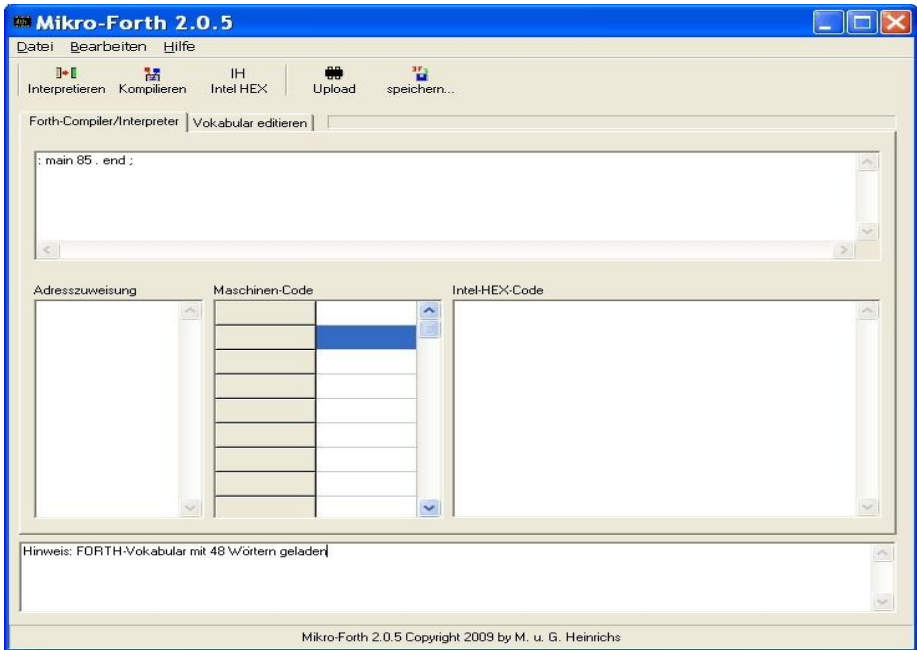 Mikro-Forth 2.0.5
Datei Bearbeiten Hilfe
IH
Interpretieren Kompilieren Intel HEX Upload speichern...
Forth-Compiler/Interpreter Vokabular editieren
: main 85 . end ;
Adresszuweisung Maschinen-Code Intel-HEX-Code
Hinweis: FORTH-Vokabular mit 48 Wörtern geladen
Mikro-Forth 2.0.5 Copyright 2009 by M. u. G. Heinrichs